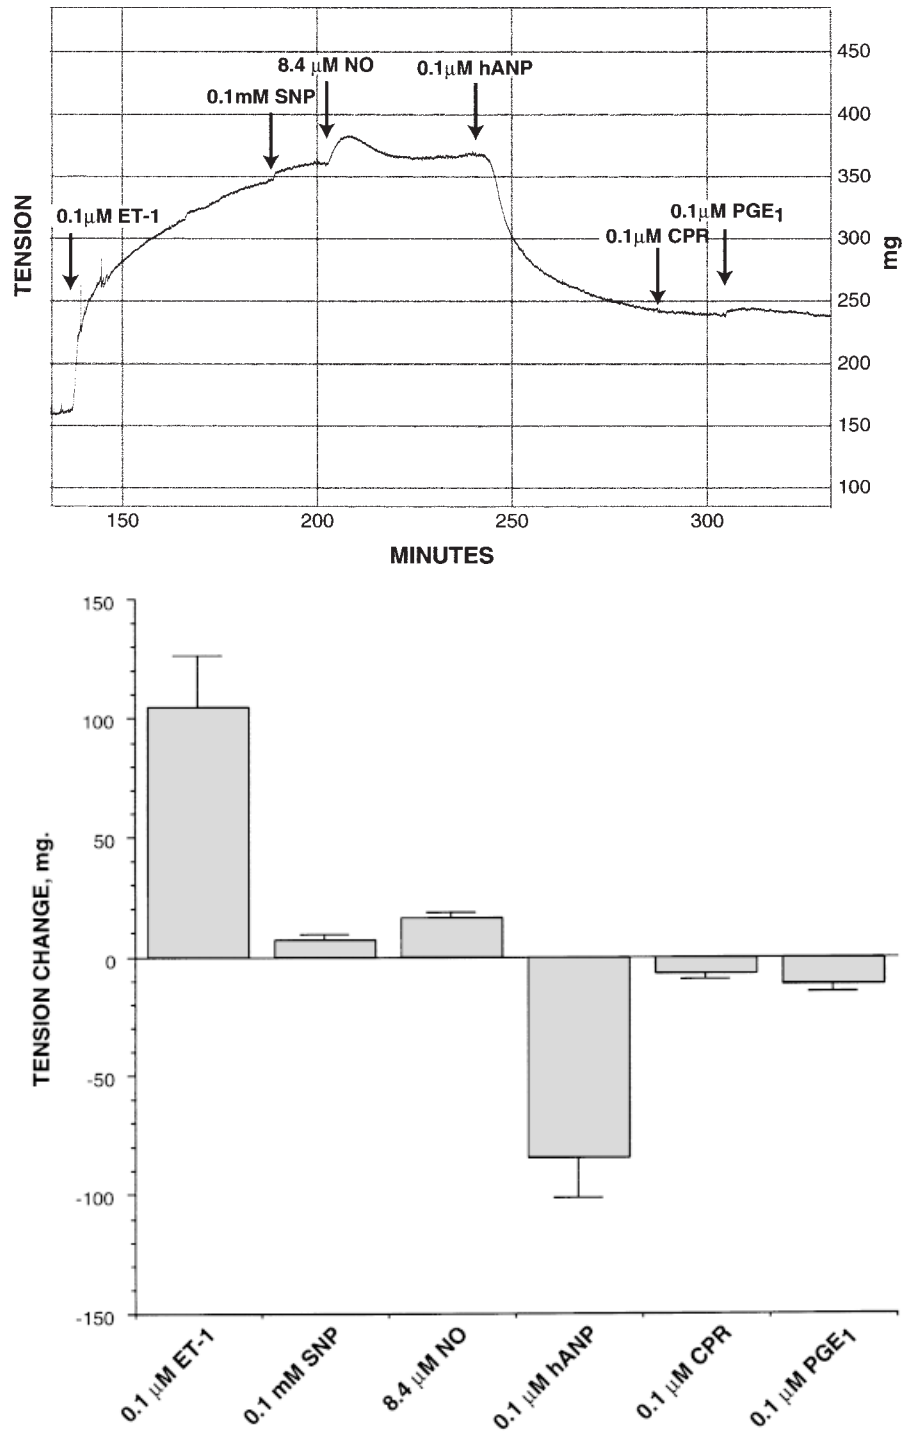 450
8.4 μM NO
0.1μM hANP
0.1mM SNP
400
350
0.1μM ET-1
0.1μM PGE1
TENSION
0.1μM CPR
300
mg
250
200
150
100
150 200 250 300
MINUTES
150
100
50
0
-50
-100
-150
TENSION CHANGE, mg.
0.1 μM ET-1
0.1 mM SNP
8.4 μM NO
0.1 μM hANP
0.1 μM CPR
0.1 μM PGE1